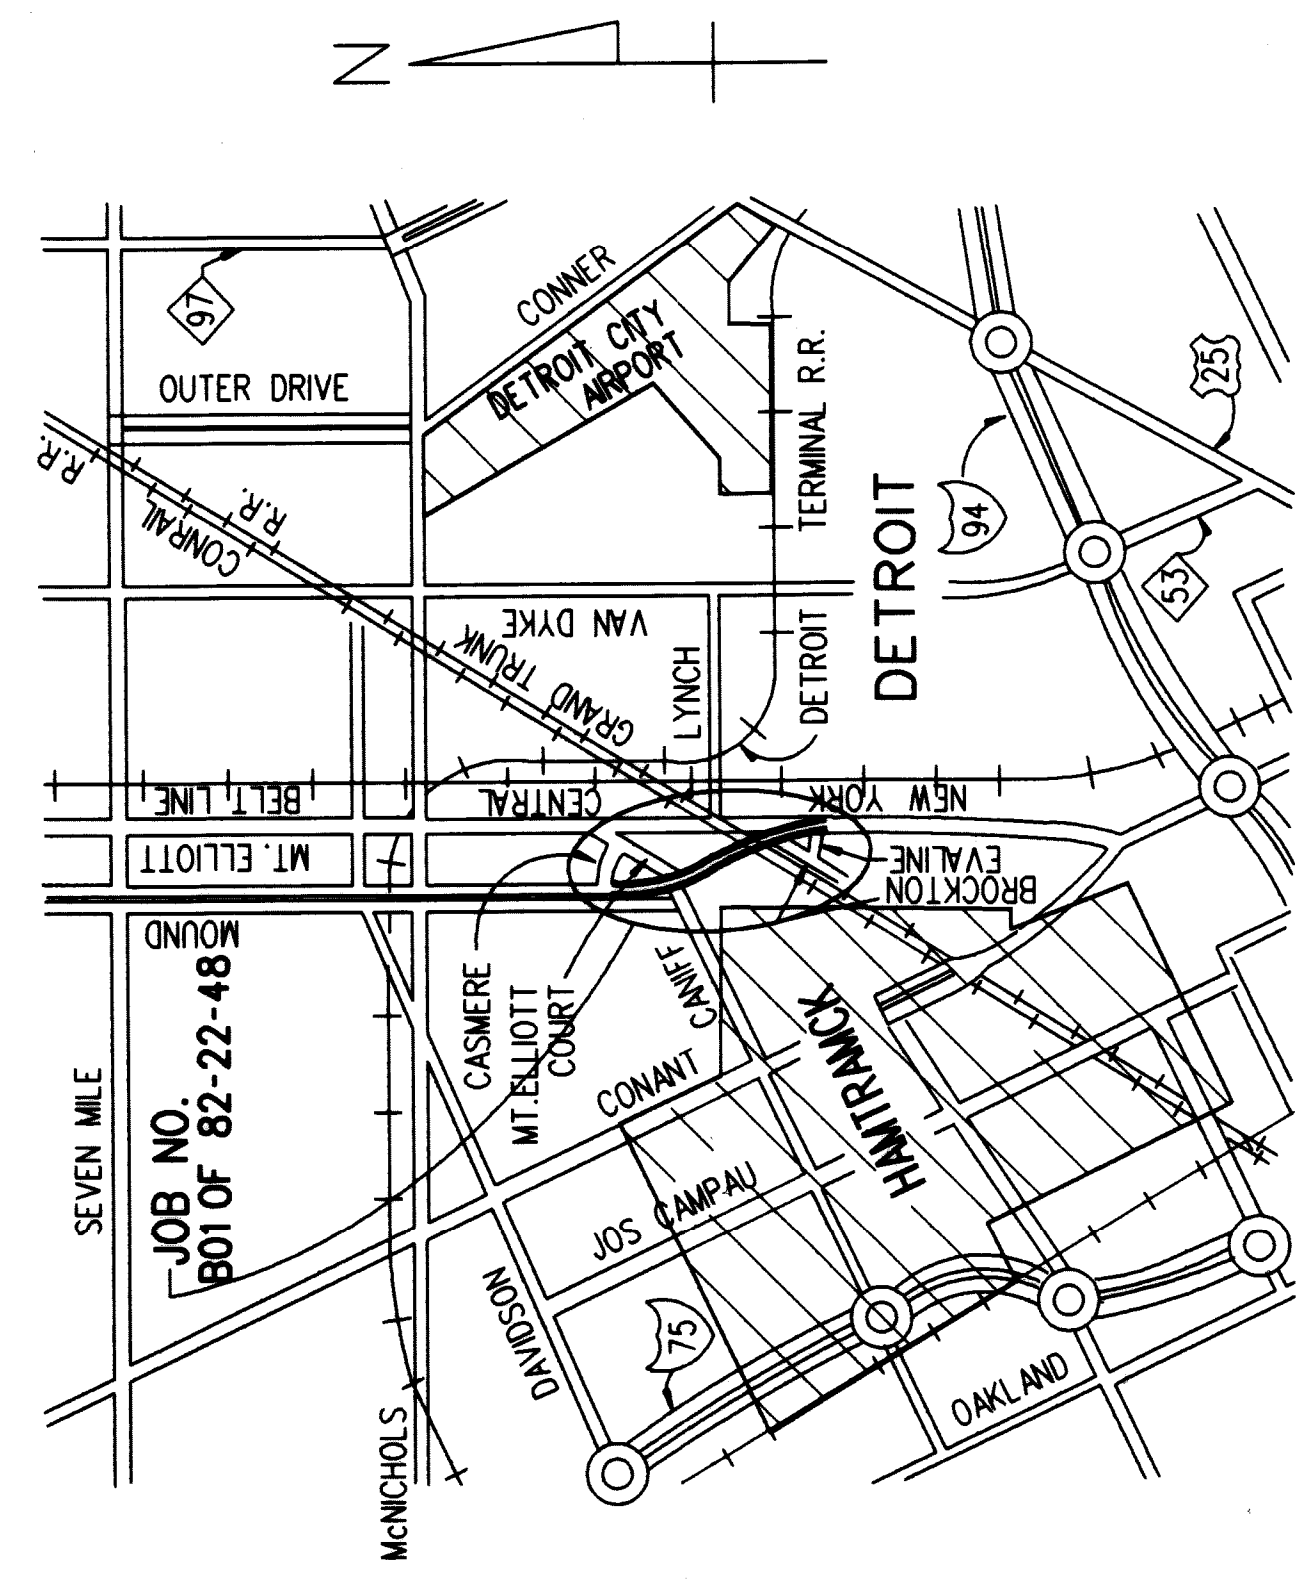 N
97
OUTER DRIVE
CONNER
DETROIT CITY
AIRPORT
R.R.
CONRAIL
R.R.
GRAND TRUNK
VAN DYKE
LYNCH
DETROIT
TERMINAL R.R.
DETROIT
94
25
53
BELT LINE
CENTRAL
NEW YORK
MT. ELLIOTT
MOUND
EVALINE
BROCKTON
SEVEN MILE
JOB NO.
B01 OF 82-22-48
CASMERE
MT.ELLIOTT
COURT
CANIFF
CONANT
HAMTRAMCK
JOS CAMPAU
DAVIDSON
75
OAKLAND
McNICHOLS